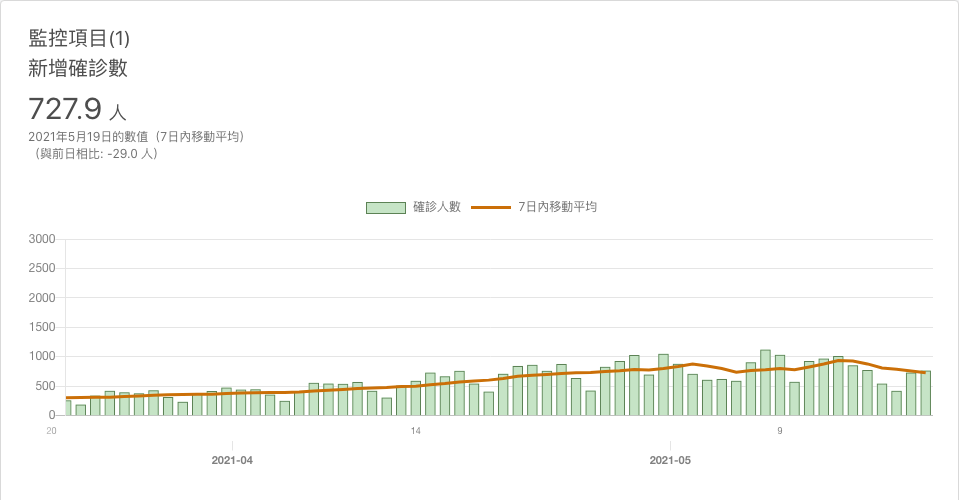 監控項目(1)
新增確診數
727.9 人
2021年5月19日的數值（7日內移動平均）
（與前日相比: -29.0 人）
確診人數 7日內移動平均
3000
2500
2000
1500
1000
500
0
20 14 9
2021-04 2021-05